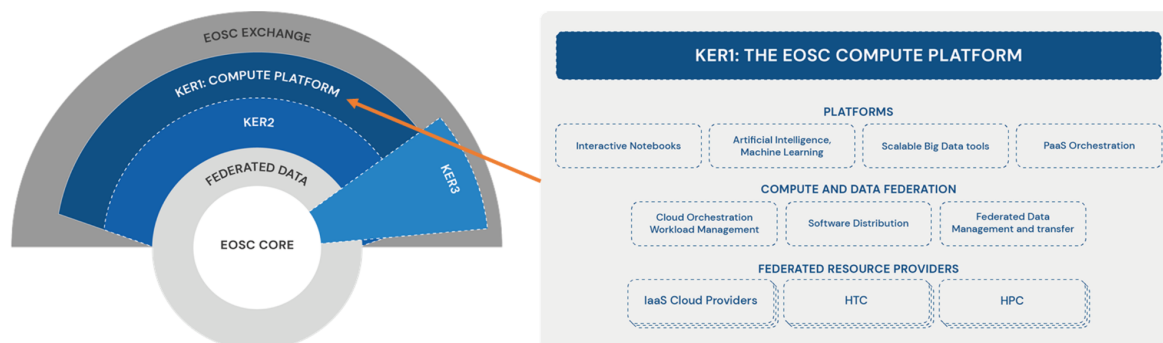 EOSC EXCHANGE
KER1: COMPUTE PLATFORM
KER2
FEDERATED DATA
KER3
EOSC CORE
KER1: THE EOSC COMPUTE PLATFORM
PLATFORMS
Interactive Notebooks
Artificial Intelligence,
Machine Learning
Scalable Big Data tools
PaaS Orchestration
COMPUTE AND DATA FEDERATION
Cloud Orchestration
Workload Management
Software Distribution
Federated Data
Management and transfer
FEDERATED RESOURCE PROVIDERS
IaaS Cloud Providers
HTC
HPC